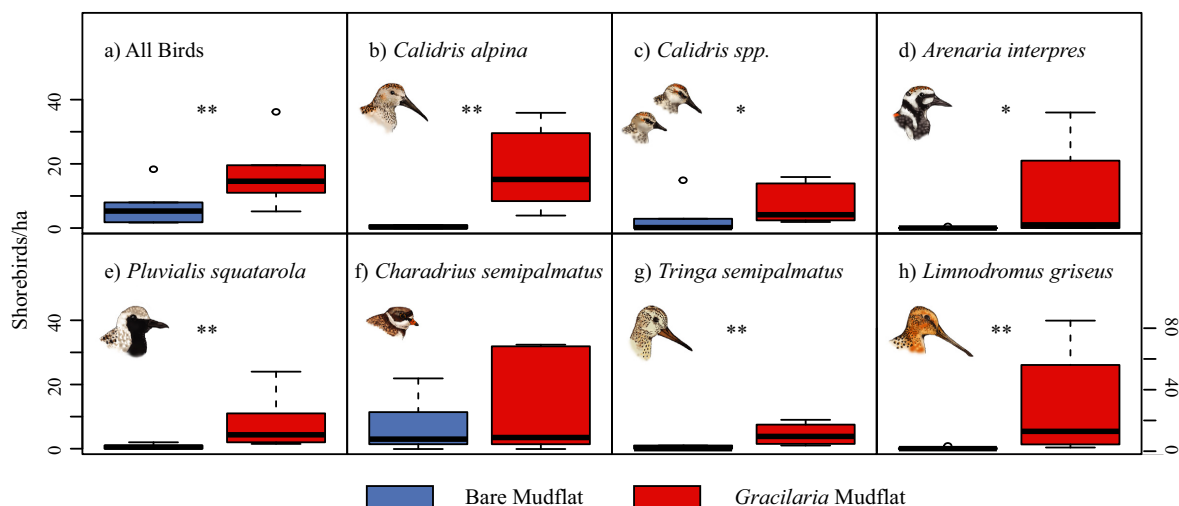 a) All Birds
b) Calidris alpina
c) Calidris spp.
d) Arenaria interpres
**
**
*
*
40
20
0
Shorebirds/ha
e) Pluvialis squatarola
f) Charadrius semipalmatus
g) Tringa semipalmatus
h) Limnodromus griseus
**
**
**
40
20
0
80
40
0
Bare Mudflat
Gracilaria Mudflat